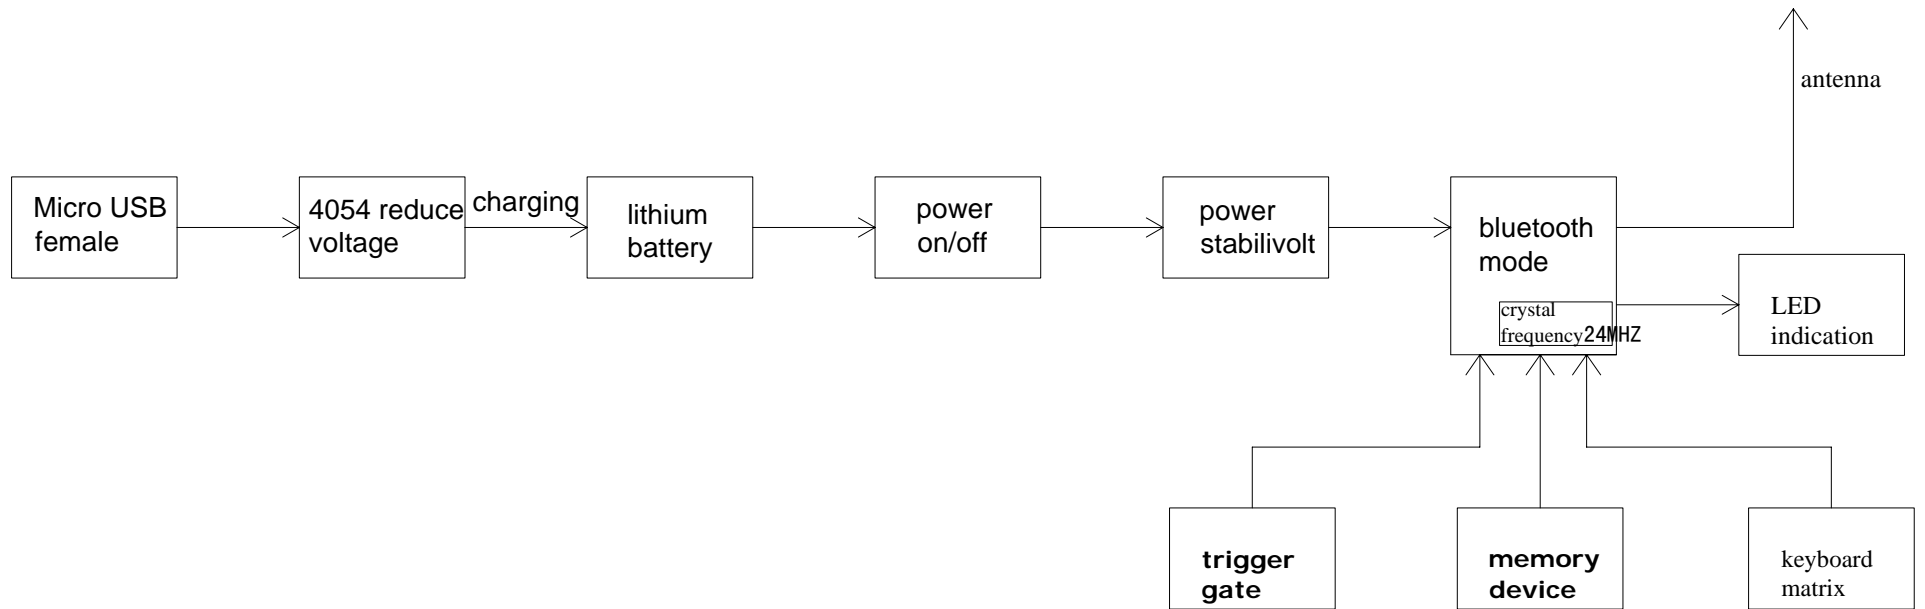 antenna
Micro USB
female
4054 reduce
voltage
charging
lithium
battery
power
on/off
power
stabilivolt
bluetooth
mode
crystal
frequency24MHZ
LED
indication
trigger
gate
memory
device
keyboard
matrix